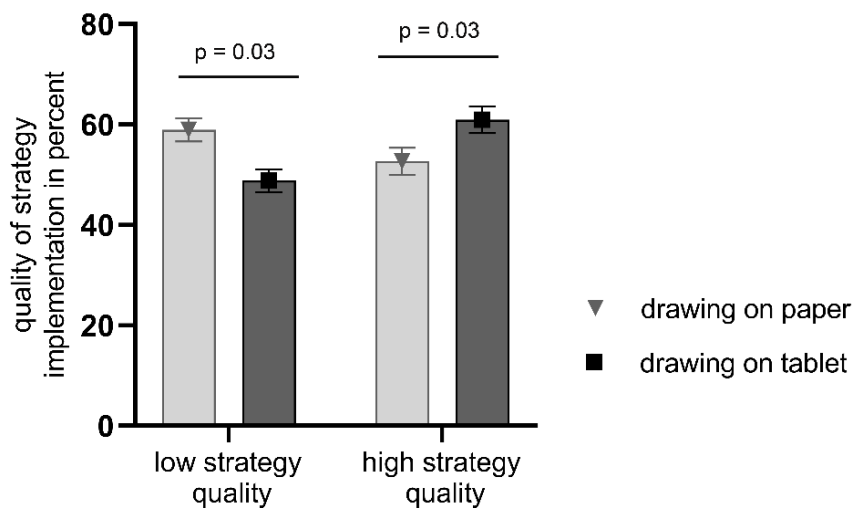 80
p = 0.03
p = 0.03
60
40
20
0
quality of strategy
implementation in percent
low strategy
quality
high strategy
quality
drawing on paper
drawing on tablet